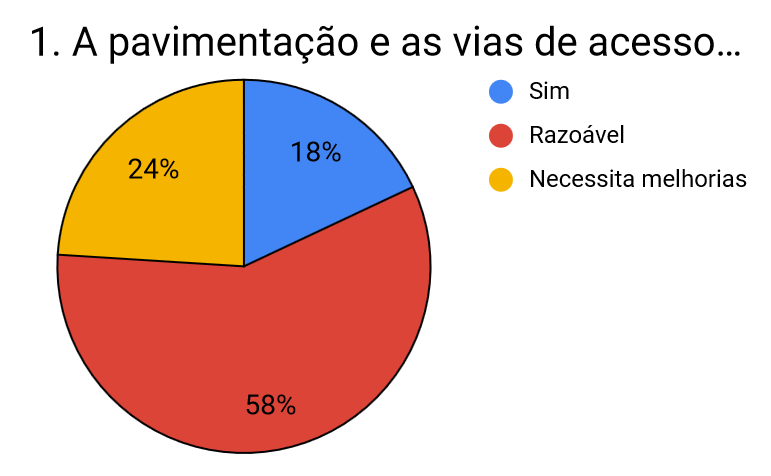 1. A pavimentação e as vias de acesso...
Sim
Razoável
Necessita melhorias
18%
24%
58%